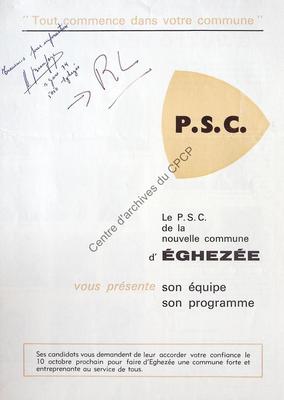 "Tout commence dans votre commune"
→ RL
P.S.C.
Centre d'archives du CPCP
Le P.S.C.
de la
nouvelle commune
d'ÉGHEZÉE
vous présente son équipe
son programme
Ses candidats vous demandent de leur accorder votre confiance le
10 octobre prochain pour faire d'Eghezée une commune forte et
entreprenante au service de tous.